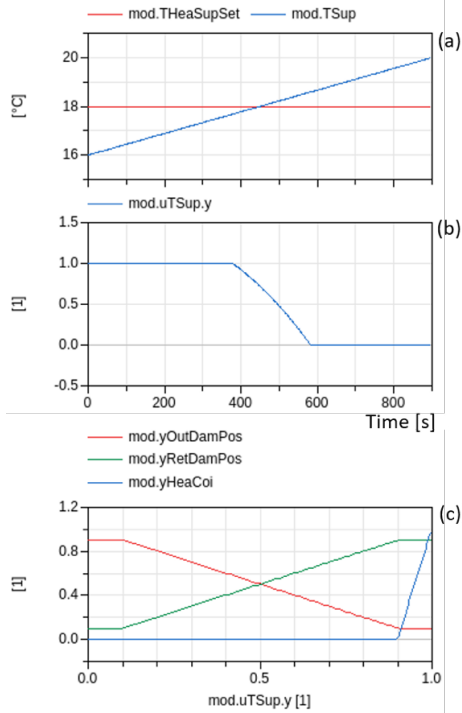 mod.THeaSupSet mod.TSup
(a)
20
18
16
[°C]
mod.uTSup.y
(b)
1.5
1.0
0.5
0.0
-0.5
[1]
0 200 400 600 800
Time [s]
mod.yOutDamPos
mod.yRetDamPos
mod.yHeaCoi
(c)
1.2
0.8
0.4
0.0
[1]
0.0 0.5 1.0
mod.uTSup.y [1]